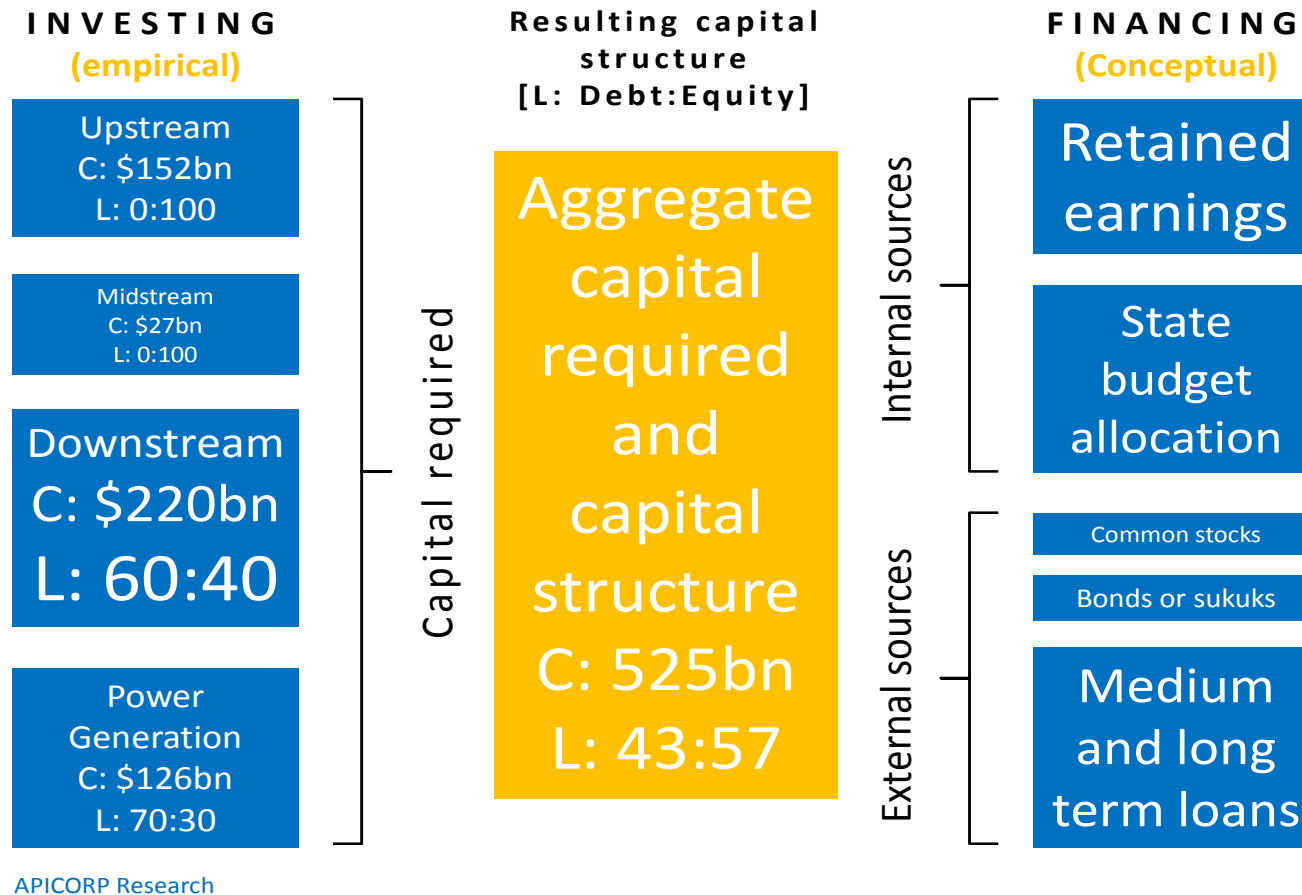 INVESTING
(empirical)
Upstream
C: $152bn
L: 0:100
Midstream
C: $27bn
L: 0:100
Downstream
C: $220bn
L: 60:40
Power
Generation
C: $126bn
L: 70:30
APICORP Research
Capital required
Resulting capital
structure
[L: Debt:Equity]
Aggregate
capital
required
and
capital
structure
C: 525bn
L: 43:57
Internal sources
External sources
FINANCING
(Conceptual)
Retained
earnings
State
budget
allocation
Common stocks
Bonds or sukuks
Medium
and long
term loans